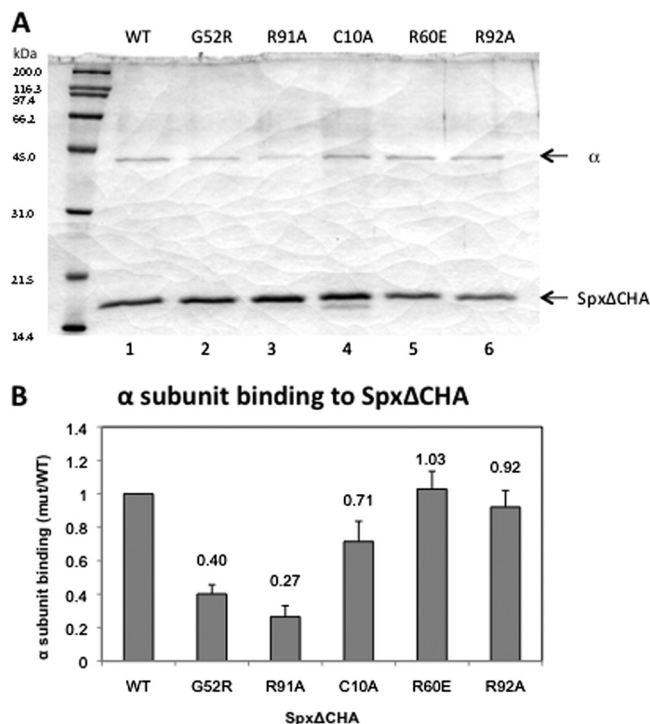 A
WT G52R R91A C10A R60E R92A
kDa
200.0
116.3
97.4
66.2
45.0
α
31.0
21.5
SpxΔCHA
14.4
1 2 3 4 5 6
B α subunit binding to SpxΔCHA
α subunit binding (mut/WT)
1.4
1.2
1
0.8
0.6
0.4
0.2
0
0.40
0.27
0.71
1.03
0.92
WT G52R R91A C10A R60E R92A
SpxΔCHA